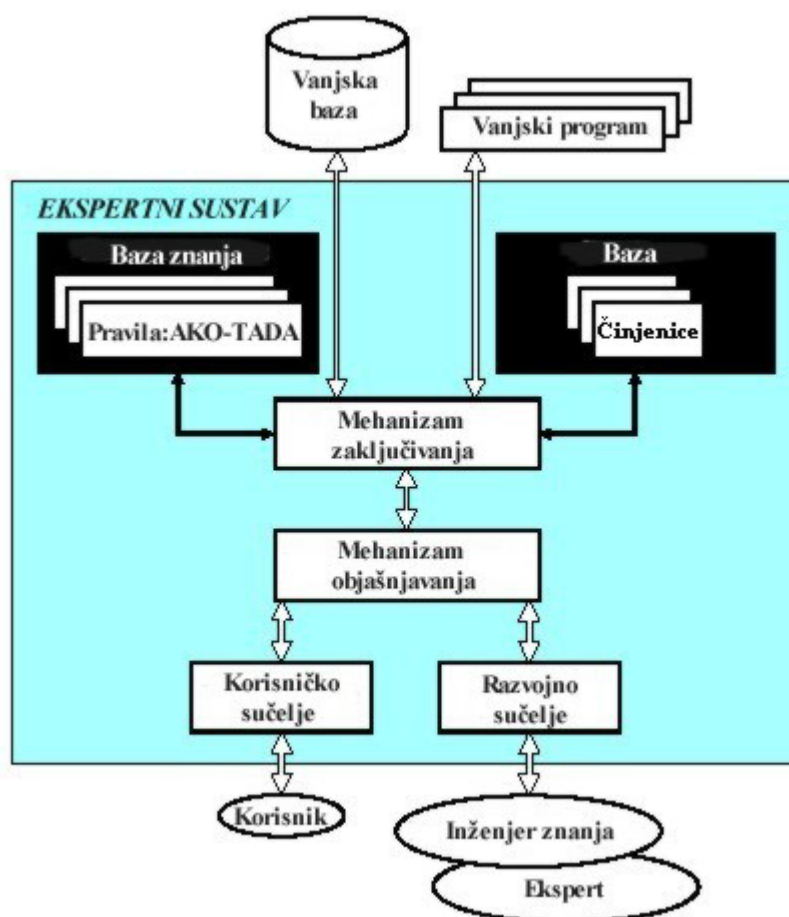 Vanjska
baza
Vanjski program
EKSPERTNI SUSTAV
Baza znanja
Pravila:AKO-TADA
Baza
Činjenice
Mehanizam
zaključivanja
Mehanizam
objašnjavanja
Korisničko
sučelje
Razvojno
sučelje
Korisnik
Inženjer znanja
Ekspert